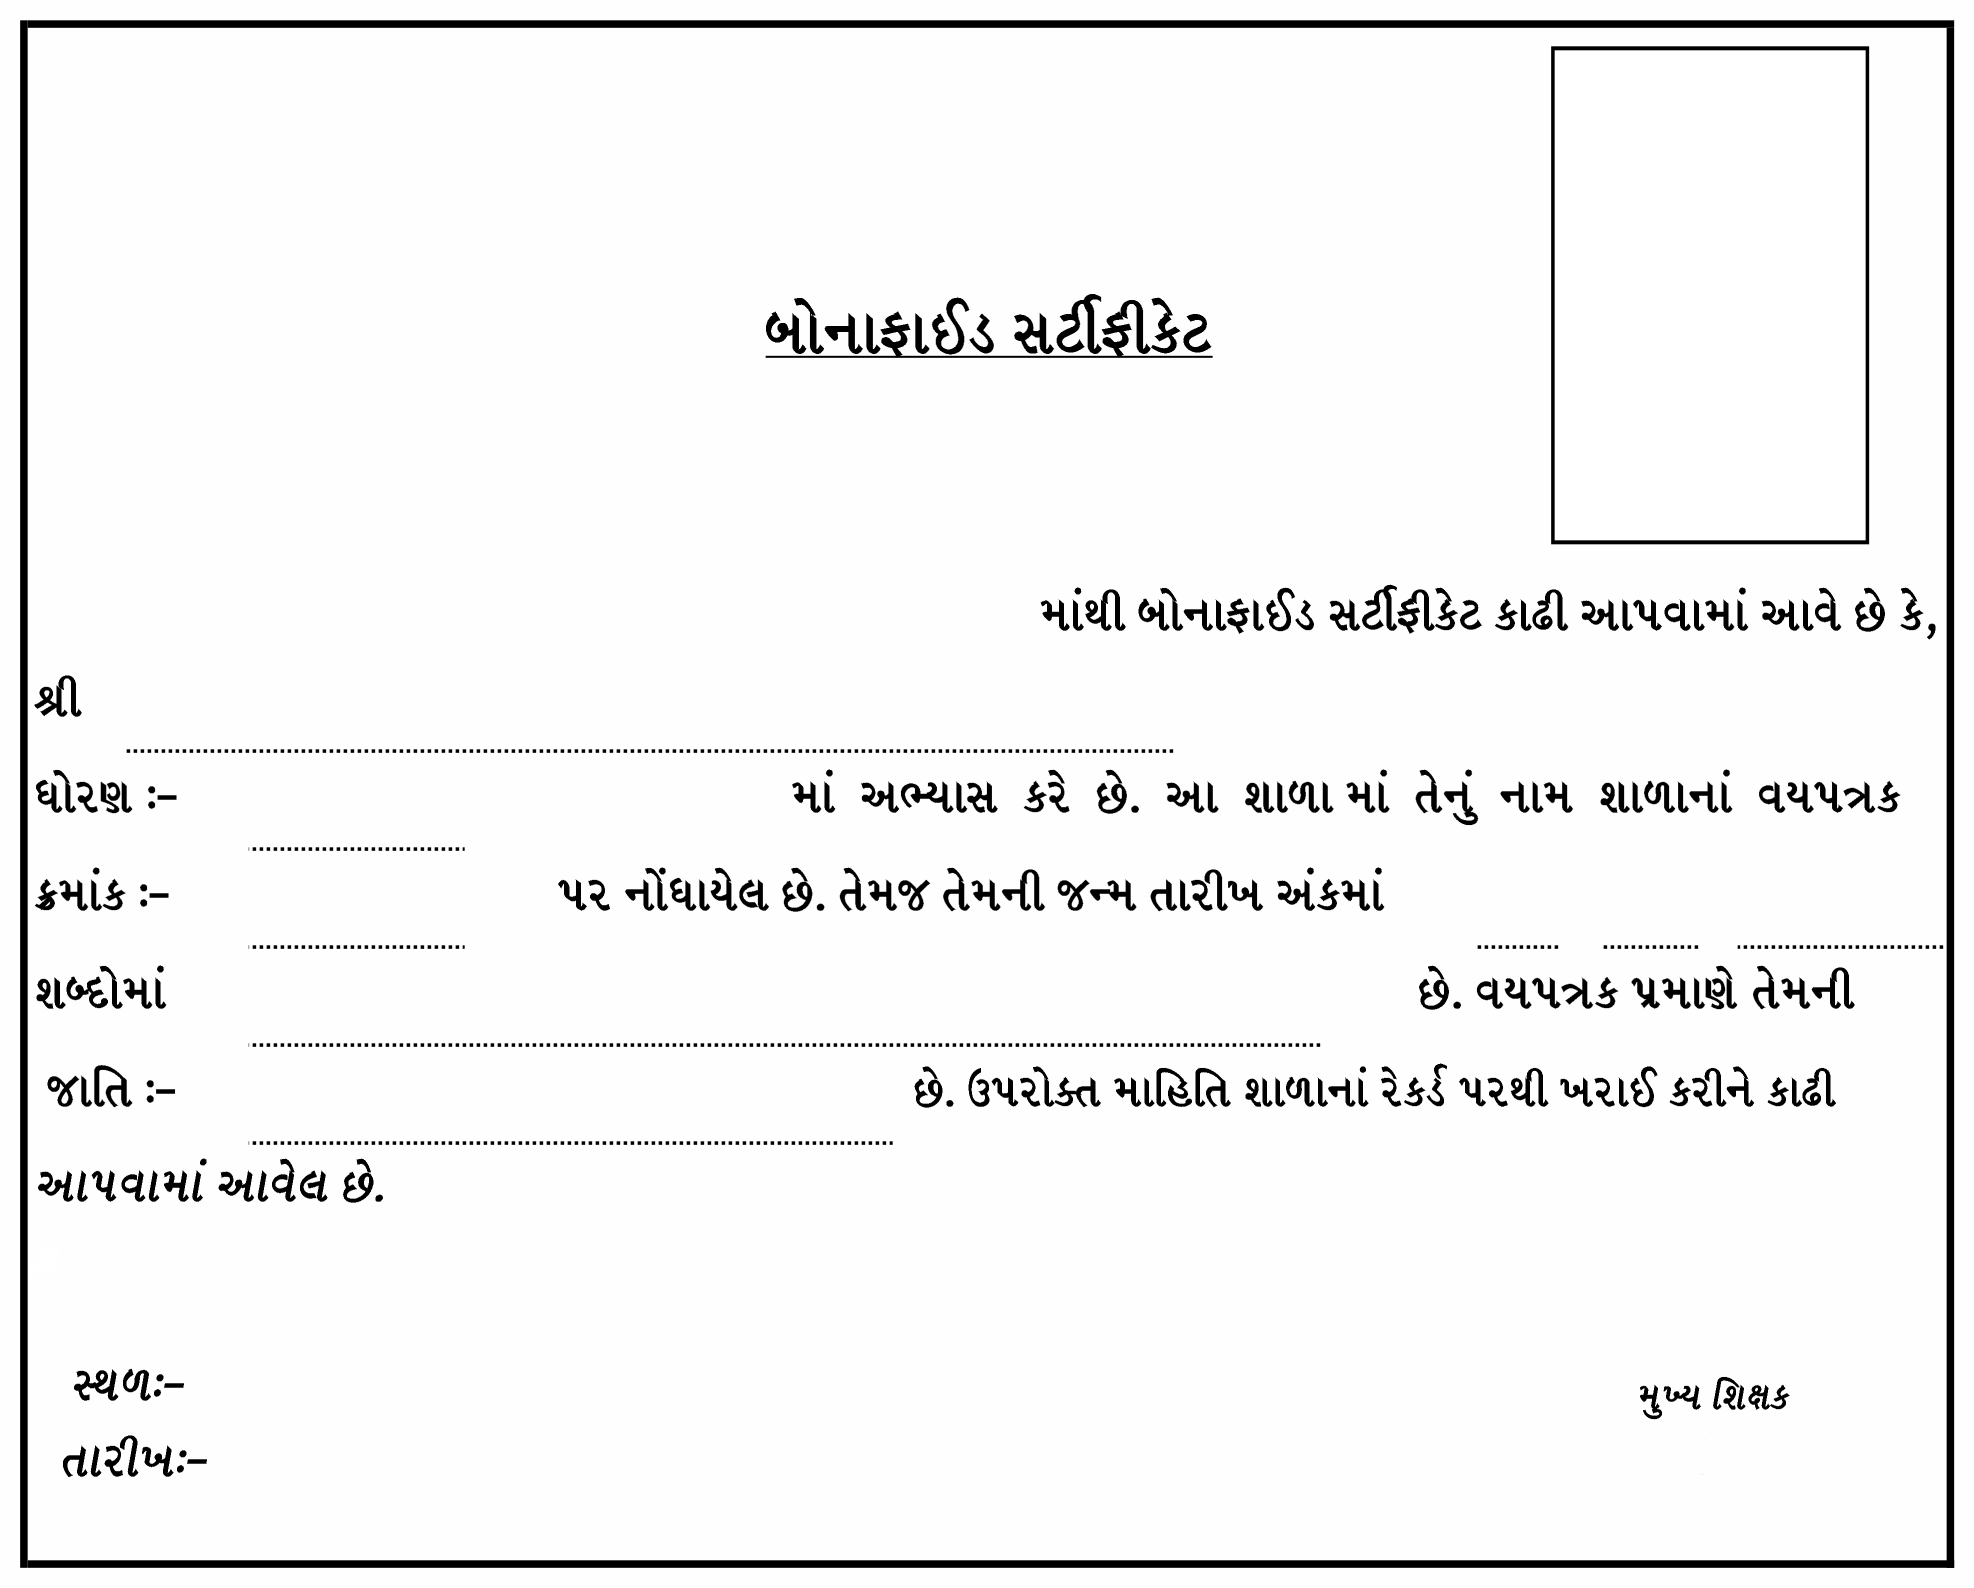 બોનાફાઈડ સર્ટીફીકેટ
માંથી બોનાફાઈડ સર્ટીફીકેટ કાઢી આપવામાં આવે છે કે,
શ્રી
ધોરણ :– માં અભ્યાસ કરે છે. આ શાળા માં તેનું નામ શાળાનાં વયપત્રક
ક્રમાંક :– પર નોંધાયેલ છે. તેમજ તેમની જન્મ તારીખ અંકમાં
શબ્દોમાં છે. વયપત્રક પ્રમાણે તેમની
જાતિ :– છે. ઉપરોક્ત માહિતિ શાળાનાં રેકર્ડ પરથી ખરાઈ કરીને કાઢી
આપવામાં આવેલ છે.
સ્થળ:–
મુખ્ય શિક્ષક
તારીખ:–